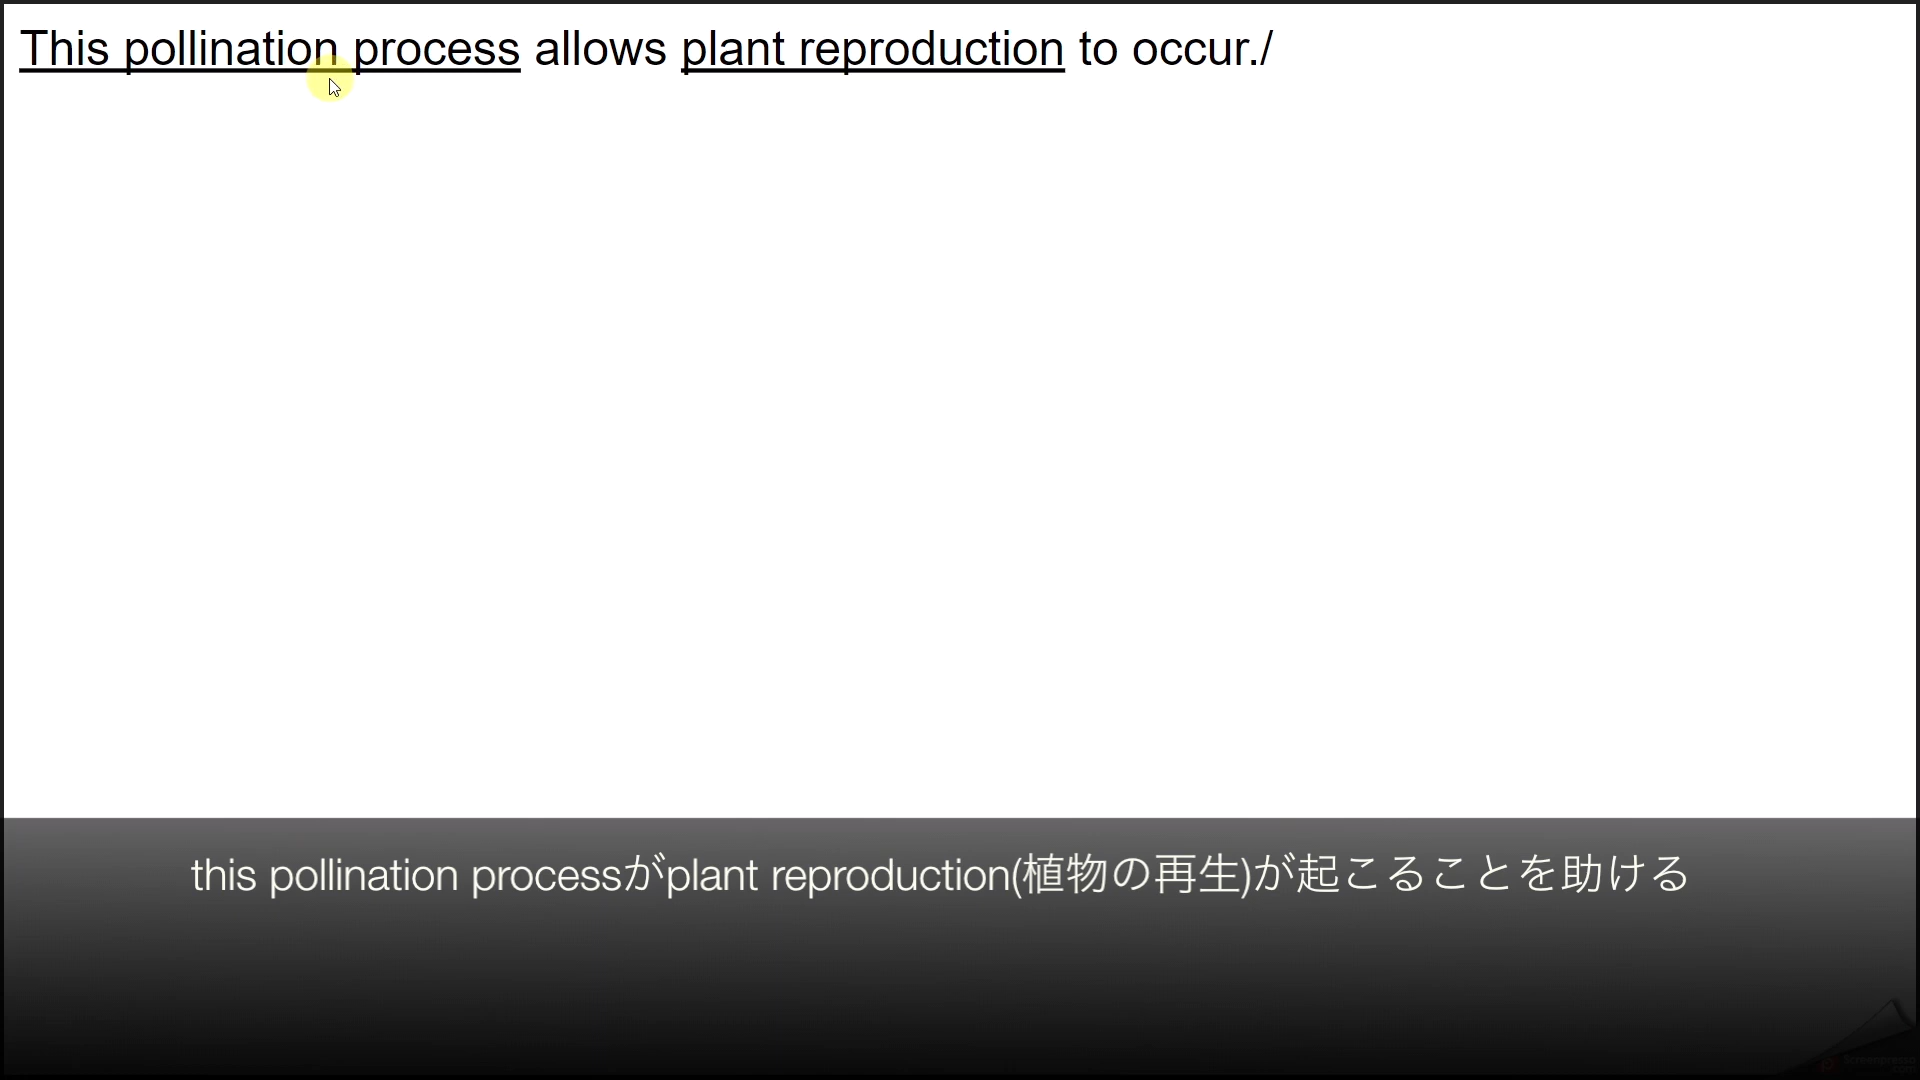 This pollination process allows plant reproduction to occur./
this pollination processがplant reproduction(植物の再生)が起こることを助ける